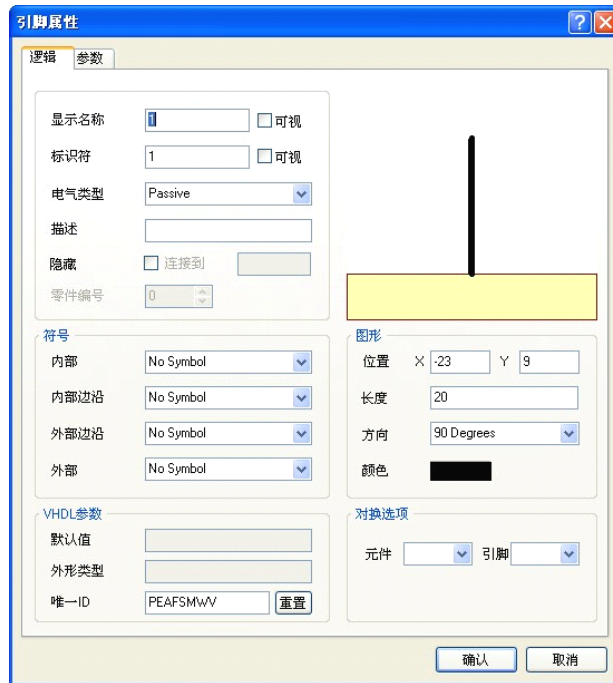 引脚属性
逻辑 参数
显示名称 1 可视
标识符 1 可视
电气类型 Passive
描述
隐藏 连接到
零件编号 0
符号
内部 No Symbol
内部边沿 No Symbol
外部边沿 No Symbol
外部 No Symbol
图形
位置 X -23 Y 9
长度 20
方向 90 Degrees
颜色
VHDL参数
默认值
外形类型
唯一ID PEAFSMWV 重置
对换选项
元件 引脚
确认 取消